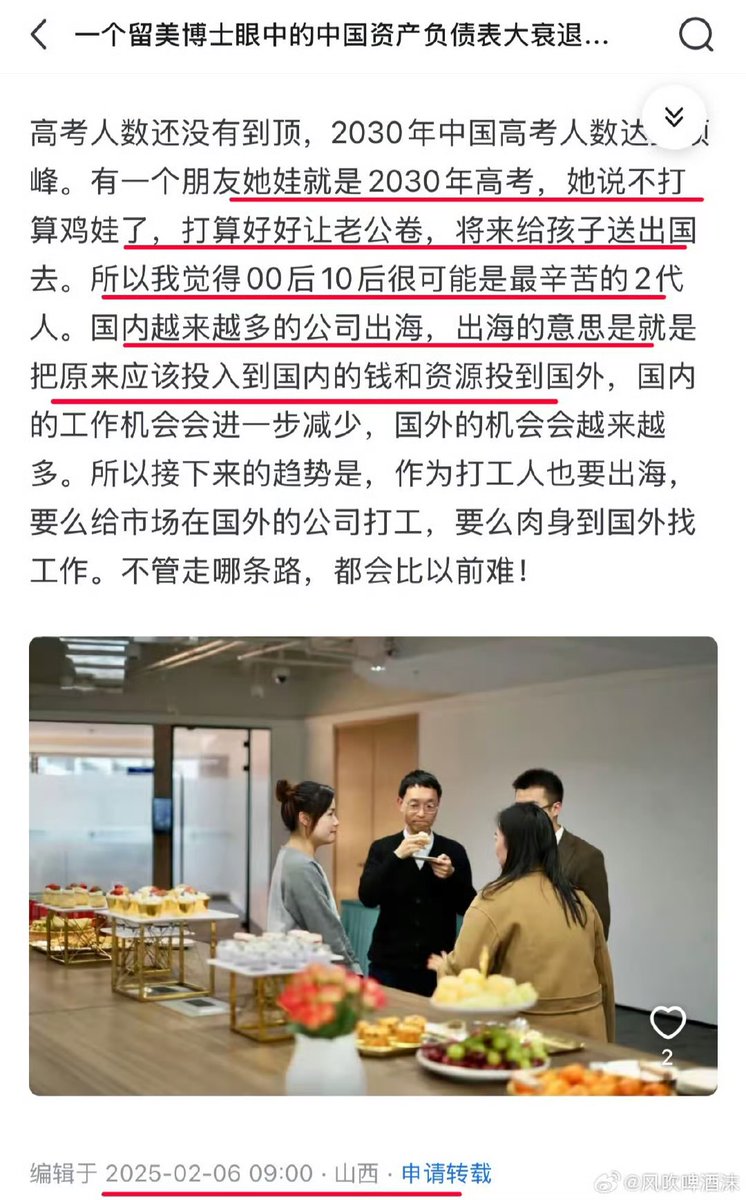 一个留美博士眼中的中国资产负债表大衰退...
高考人数还没有到顶，2030年中国高考人数达
峰。有一个朋友她娃就是2030年高考，她说不打
算鸡娃了，打算好好让老公卷，将来给孩子送出国
去。所以我觉得00后10后很可能是最辛苦的2代
人。国内越来越多的公司出海，出海的意思是就是
把原来应该投入到国内的钱和资源投到国外，国内
的工作机会会进一步减少，国外的机会会越来越
多。所以接下来的趋势是，作为打工人也要出海，
要么给市场在国外的公司打工，要么肉身到国外找
工作。不管走哪条路，都会比以前难！
2
编辑于 2025-02-06 09:00 · 山西 · 申请转载
@风吹啤酒沫